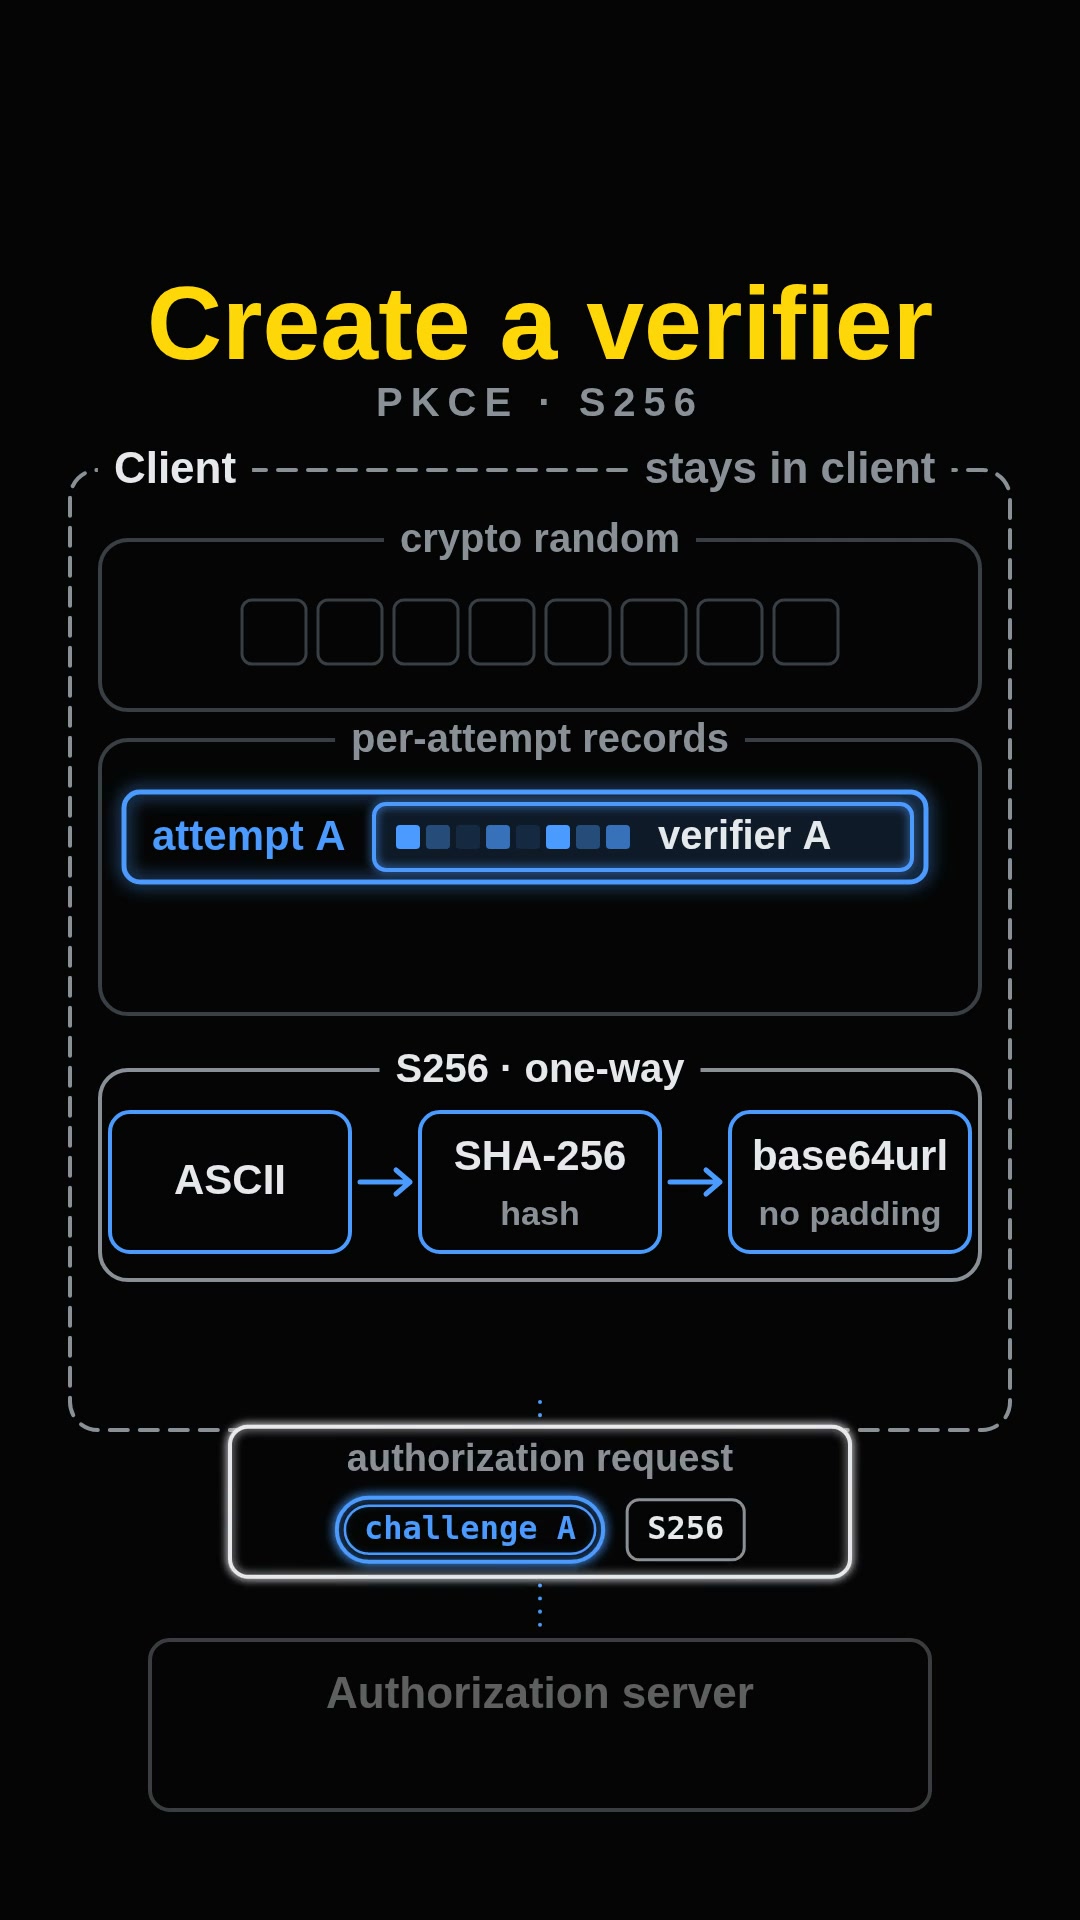 Create a verifier
PKCE · S256
Client stays in client
crypto random
per-attempt records
attempt A verifier A
S256 · one-way
ASCII SHA-256 base64url
hash no padding
authorization request
challenge A S256
Authorization server